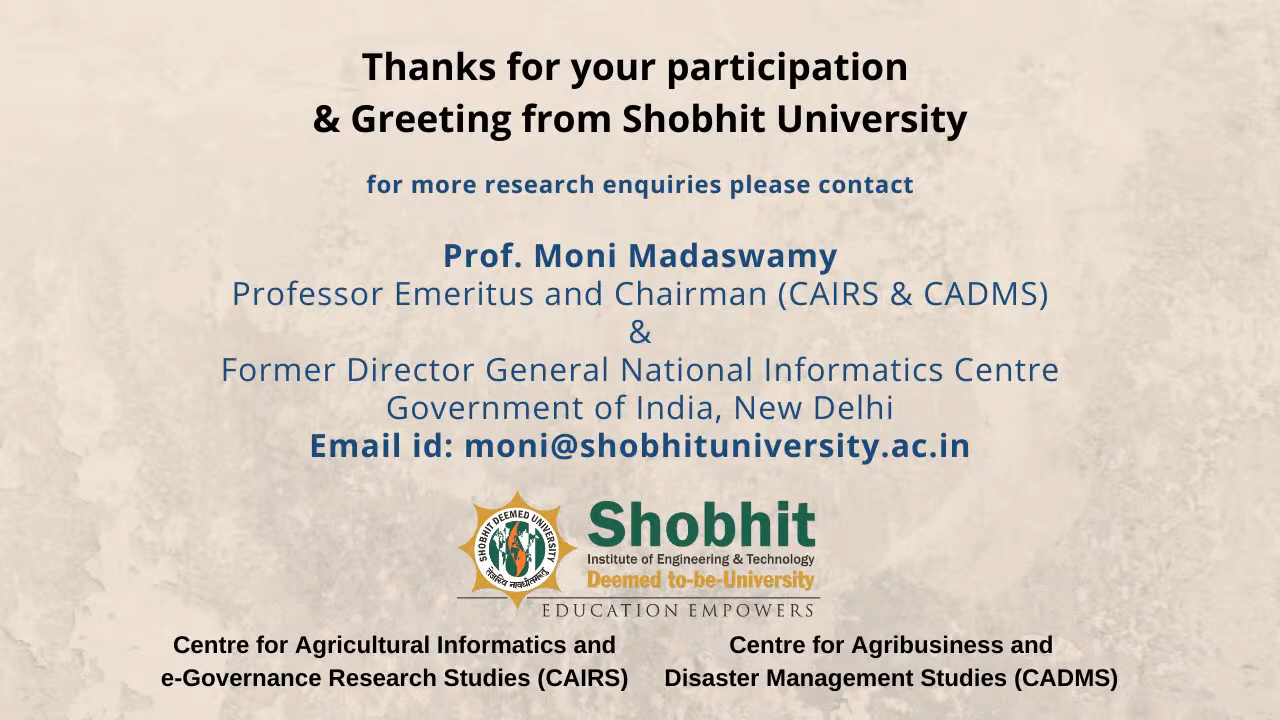 Thanks for your participation
& Greeting from Shobhit University
for more research enquiries please contact
Prof. Moni Madaswamy
Professor Emeritus and Chairman (CAIRS & CADMS)
&
Former Director General National Informatics Centre
Government of India, New Delhi
Email id: moni@shobhituniversity.ac.in
SHOBHIT DEEMED UNIVERSITY
तेजस्वि नावधीतमस्तु
Shobhit
Institute of Engineering & Technology
Deemed to-be-University
EDUCATION EMPOWERS
Centre for Agricultural Informatics and
e-Governance Research Studies (CAIRS)
Centre for Agribusiness and
Disaster Management Studies (CADMS)